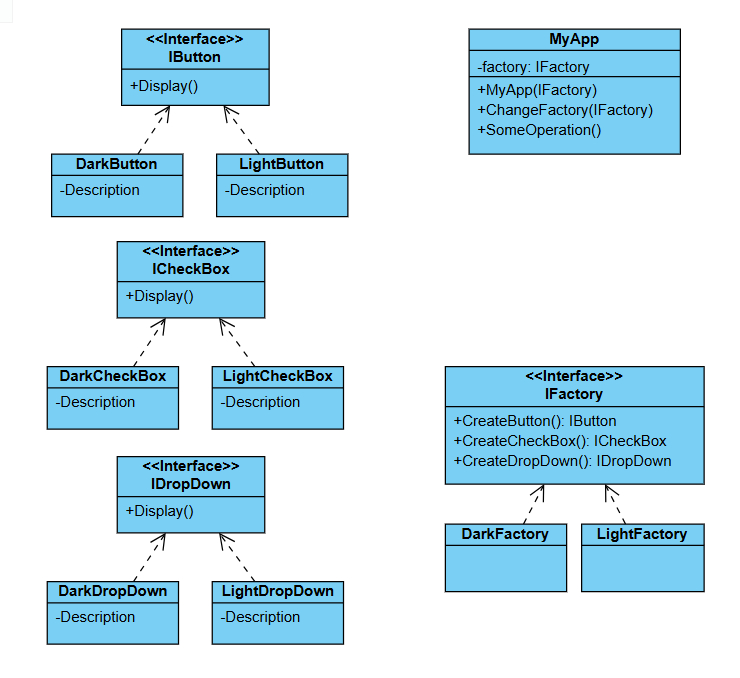 <<Interface>>
IButton
+Display()
DarkButton
-Description
LightButton
-Description
<<Interface>>
ICheckBox
+Display()
DarkCheckBox
-Description
LightCheckBox
-Description
<<Interface>>
IDropDown
+Display()
DarkDropDown
-Description
LightDropDown
-Description
MyApp
-factory: IFactory
+MyApp(IFactory)
+ChangeFactory(IFactory)
+SomeOperation()
<<Interface>>
IFactory
+CreateButton(): IButton
+CreateCheckBox(): ICheckBox
+CreateDropDown(): IDropDown
DarkFactory
LightFactory